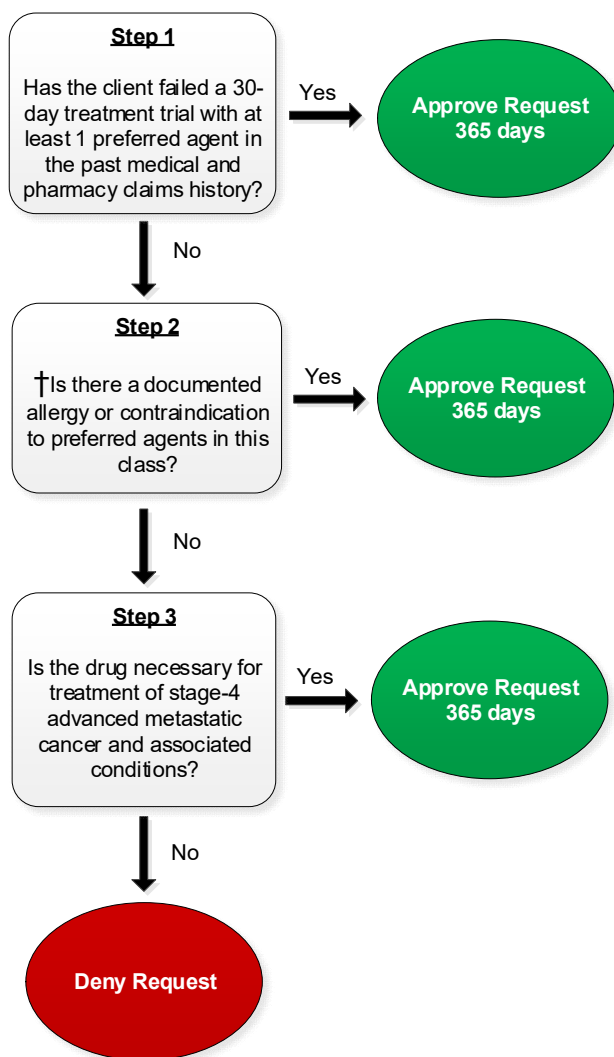 Step 1
Has the client failed a 30-
day treatment trial with at
least 1 preferred agent in
the past medical and
pharmacy claims history?
Yes
Approve Request
365 days
No
Step 2
†Is there a documented
allergy or contraindication
to preferred agents in this
class?
Yes
Approve Request
365 days
No
Step 3
Is the drug necessary for
treatment of stage-4
advanced metastatic
cancer and associated
conditions?
Yes
Approve Request
365 days
No
Deny Request